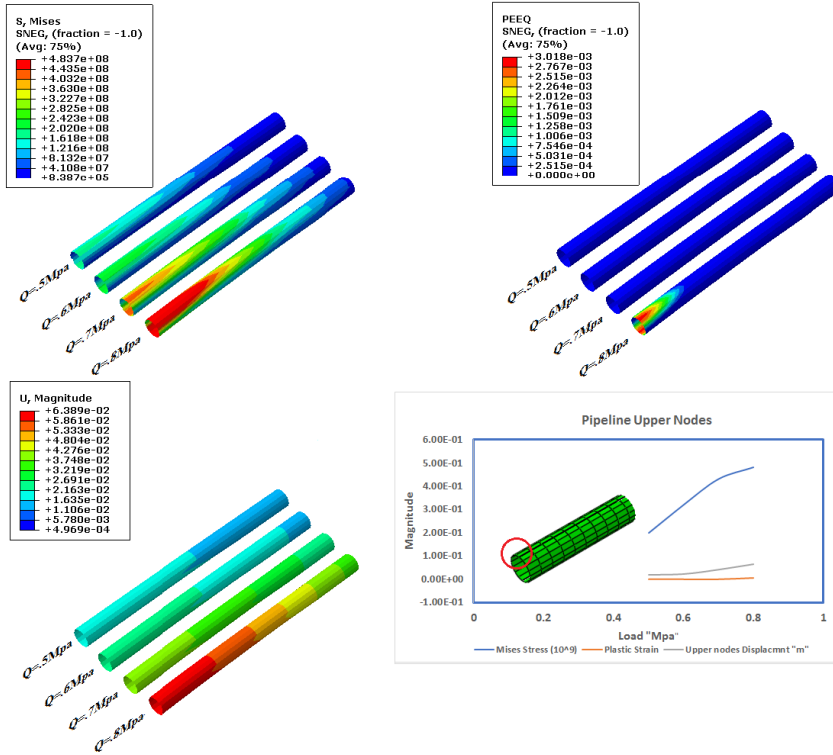 S, Mises
SNEG, (fraction = -1.0)
(Avg: 75%)
+4.837e+08
+4.435e+08
+4.032e+08
+3.630e+08
+3.227e+08
+2.825e+08
+2.423e+08
+2.020e+08
+1.618e+08
+1.216e+08
+8.132e+07
+4.108e+07
+8.387e+05
Q=.5Mpa
Q=.6Mpa
Q=.7Mpa
Q=.8Mpa
PEEQ
SNEG, (fraction = -1.0)
(Avg: 75%)
+3.018e-03
+2.767e-03
+2.515e-03
+2.264e-03
+2.012e-03
+1.761e-03
+1.509e-03
+1.258e-03
+1.006e-03
+7.546e-04
+5.031e-04
+2.515e-04
+0.000e+00
Q=.5Mpa
Q=.6Mpa
Q=.7Mpa
Q=.8Mpa
U, Magnitude
+6.389e-02
+5.861e-02
+5.333e-02
+4.804e-02
+4.276e-02
+3.748e-02
+3.219e-02
+2.691e-02
+2.163e-02
+1.635e-02
+1.106e-02
+5.780e-03
+4.969e-04
Q=.5Mpa
Q=.6Mpa
Q=.7Mpa
Q=.8Mpa
Pipeline Upper Nodes
Magnitude
6.00E-01
5.00E-01
4.00E-01
3.00E-01
2.00E-01
1.00E-01
0.00E+00
-1.00E-01
0 0.2 0.4 0.6 0.8 1
Load "Mpa"
Mises Stress (10^9) Plastic Strain Upper nodes Displacmnt "m"